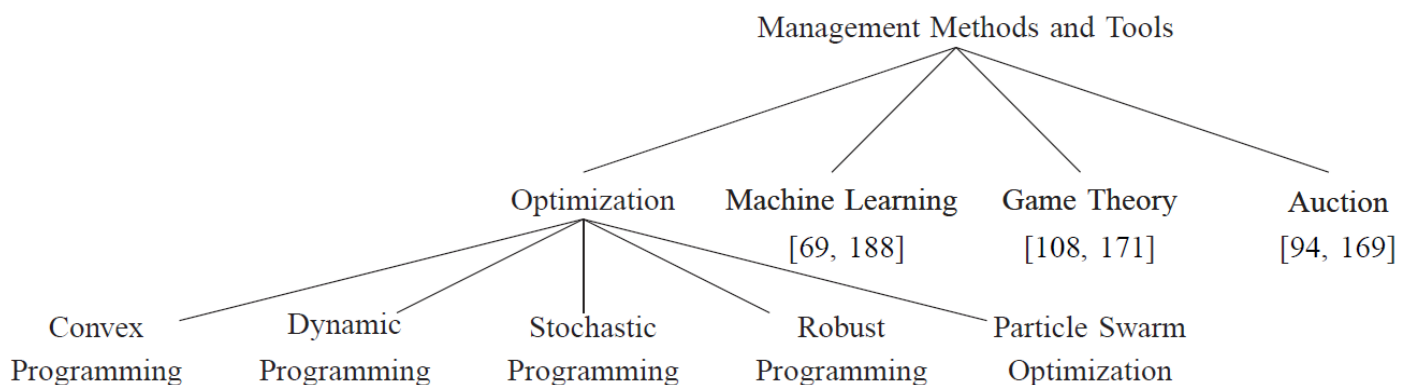 Management Methods and Tools
Optimization
Machine Learning
[69, 188]
Game Theory
[108, 171]
Auction
[94, 169]
Convex
Programming
Dynamic
Programming
Stochastic
Programming
Robust
Programming
Particle Swarm
Optimization